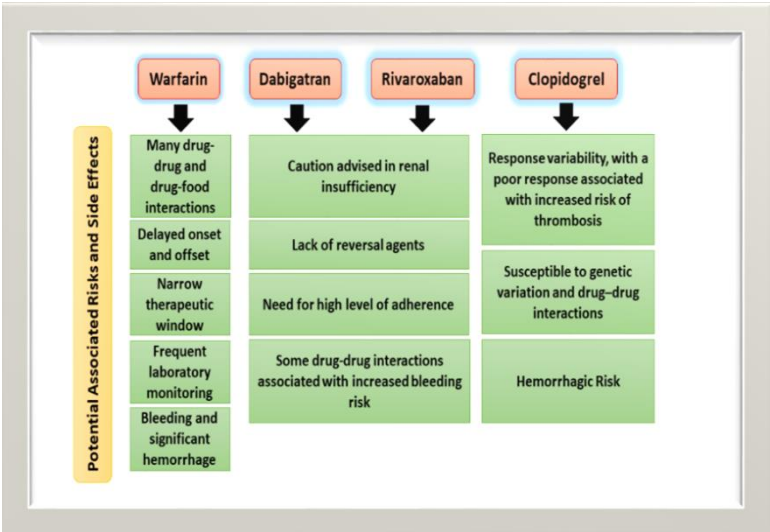 Warfarin
Dabigatran
Rivaroxaban
Clopidogrel
Potential Associated Risks and Side Effects
Many drug-
drug and
drug-food
interactions
Delayed onset
and offset
Narrow
therapeutic
window
Frequent
laboratory
monitoring
Bleeding and
significant
hemorrhage
Caution advised in renal
insufficiency
Lack of reversal agents
Need for high level of adherence
Some drug-drug interactions
associated with increased bleeding
risk
Response variability, with a
poor response associated
with increased risk of
thrombosis
Susceptible to genetic
variation and drug–drug
interactions
Hemorrhagic Risk